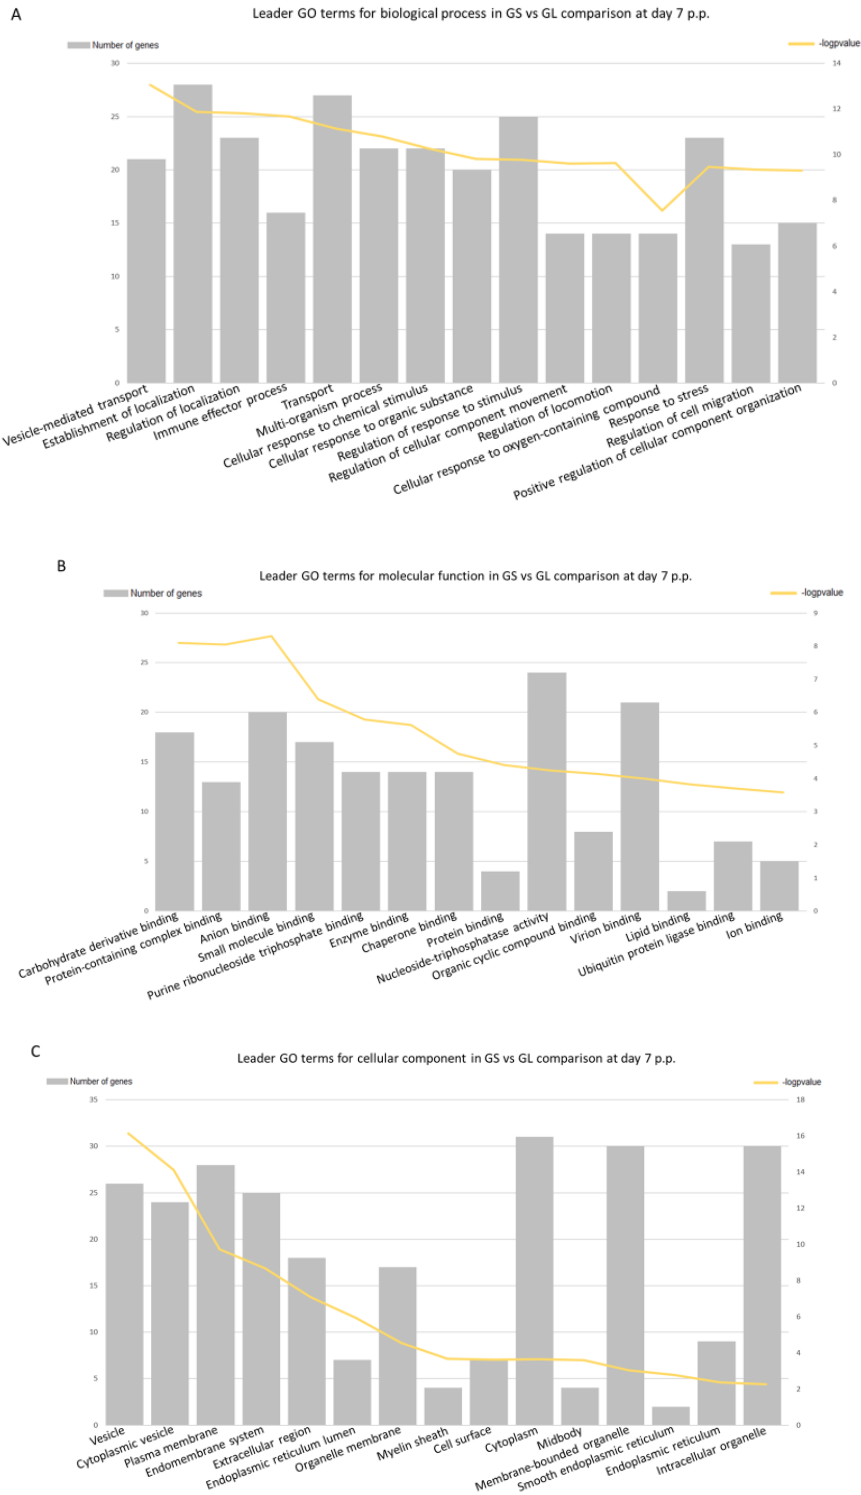 A
Leader GO terms for biological process in GS vs GL comparison at day 7 p.p.
Number of genes
-logpvalue
30
25
20
15
10
5
0
14
12
10
8
6
4
2
0
Vesicle-mediated transport
Establishment of localization
Regulation of localization
Immune effector process
Transport
Multi-organism process
Cellular response to chemical stimulus
Cellular response to organic substance
Regulation of response to stimulus
Regulation of cellular component movement
Regulation of locomotion
Cellular response to oxygen-containing compound
Response to stress
Regulation of cell migration
Positive regulation of cellular component organization
B
Leader GO terms for molecular function in GS vs GL comparison at day 7 p.p.
Number of genes
-logpvalue
30
25
20
15
10
5
0
9
8
7
6
5
4
3
2
1
0
Carbohydrate derivative binding
Protein-containing complex binding
Anion binding
Small molecule binding
Purine ribonucleoside triphosphate binding
Enzyme binding
Chaperone binding
Protein binding
Nucleoside-triphosphatase activity
Organic cyclic compound binding
Virion binding
Lipid binding
Ubiquitin protein ligase binding
Ion binding
C
Leader GO terms for cellular component in GS vs GL comparison at day 7 p.p.
Number of genes
-logpvalue
35
30
25
20
15
10
5
0
18
16
14
12
10
8
6
4
2
0
Vesicle
Cytoplasmic vesicle
Plasma membrane
Endomembrane system
Extracellular region
Endoplasmic reticulum lumen
Organelle membrane
Myelin sheath
Cell surface
Cytoplasm
Midbody
Membrane-bounded organelle
Smooth endoplasmic reticulum
Endoplasmic reticulum
Intracellular organelle